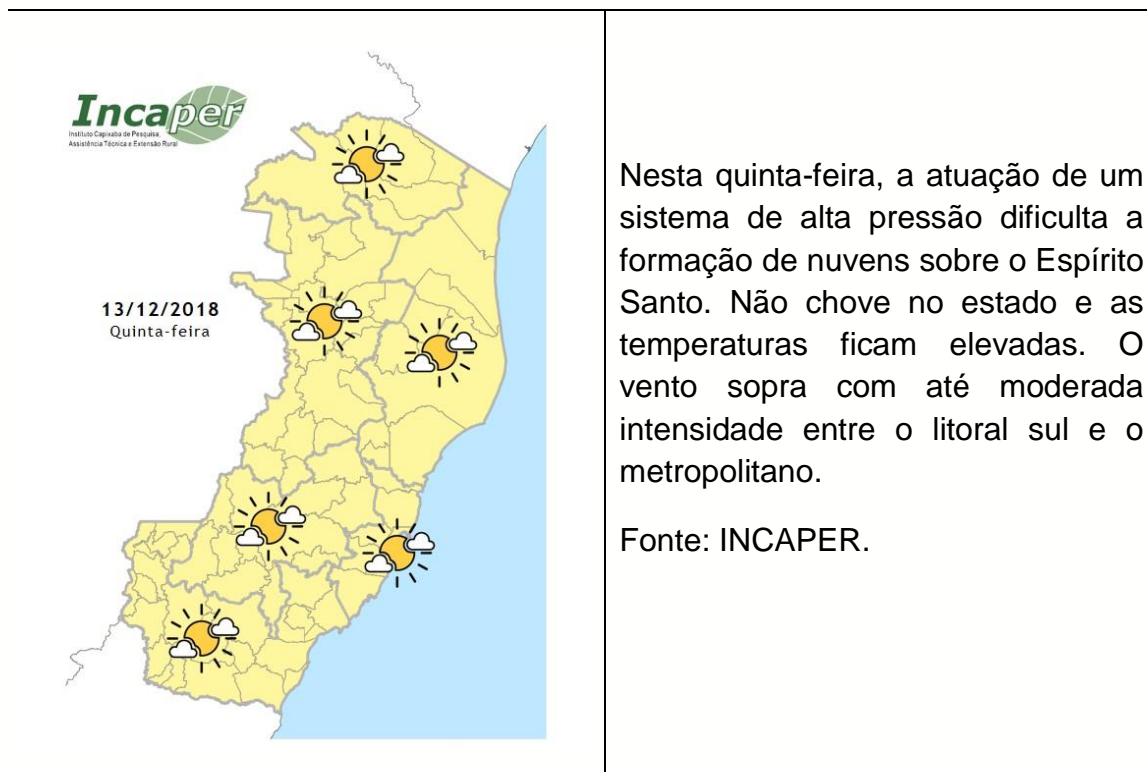 Incaper
Instituto Capixaba de Pesquisa,
Assistência Técnica e Extensão Rural
13/12/2018
Quinta-feira
Nesta quinta-feira, a atuação de um
sistema de alta pressão dificulta a
formação de nuvens sobre o Espírito
Santo. Não chove no estado e as
temperaturas ficam elevadas. O
vento sopra com até moderada
intensidade entre o litoral sul e o
metropolitano.
Fonte: INCAPER.